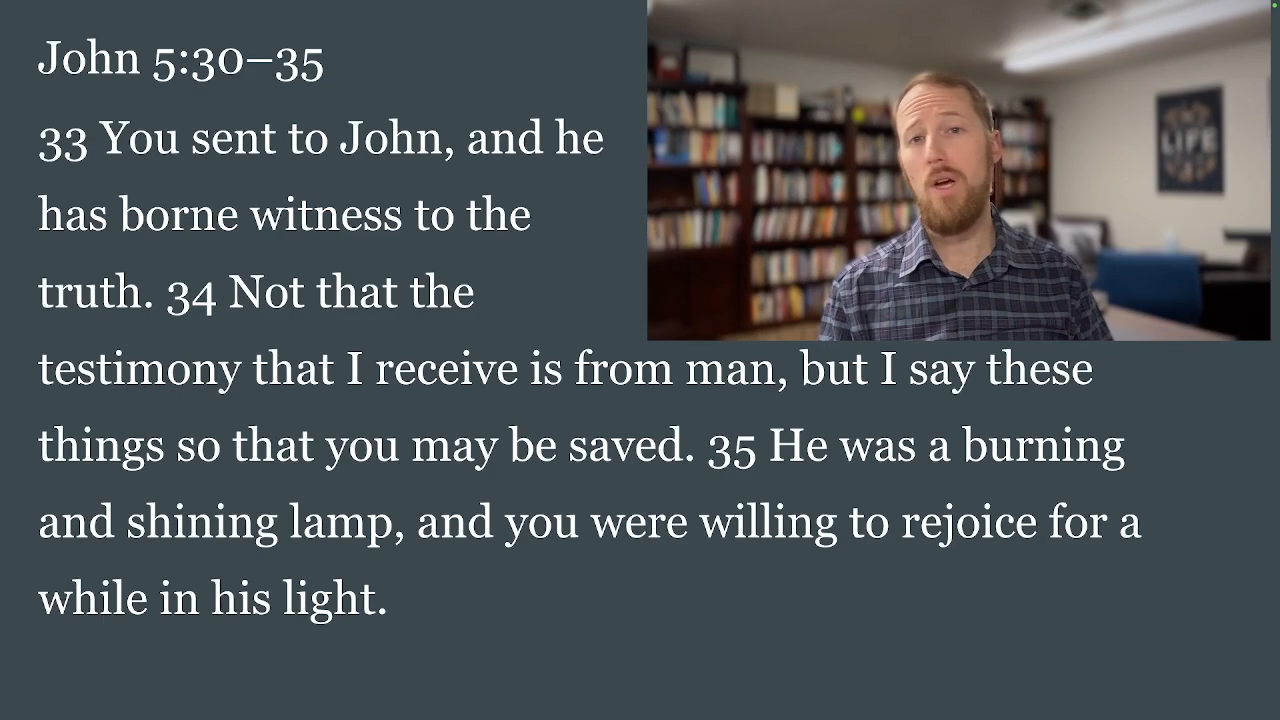 John 5:30–35
33 You sent to John, and he
has borne witness to the
truth. 34 Not that the
testimony that I receive is from man, but I say these
things so that you may be saved. 35 He was a burning
and shining lamp, and you were willing to rejoice for a
while in his light.
LIFE